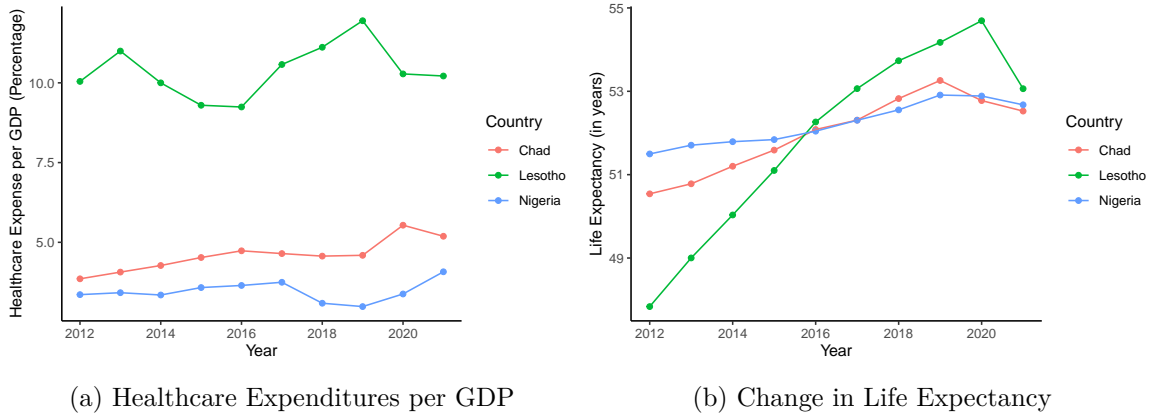 Healthcare Expense per GDP (Percentage)
10.0
7.5
5.0
2012 2014 2016 2018 2020
Year
Country
Chad
Lesotho
Nigeria
(a) Healthcare Expenditures per GDP
Life Expectancy (in years)
55
53
51
49
2012 2014 2016 2018 2020
Year
Country
Chad
Lesotho
Nigeria
(b) Change in Life Expectancy